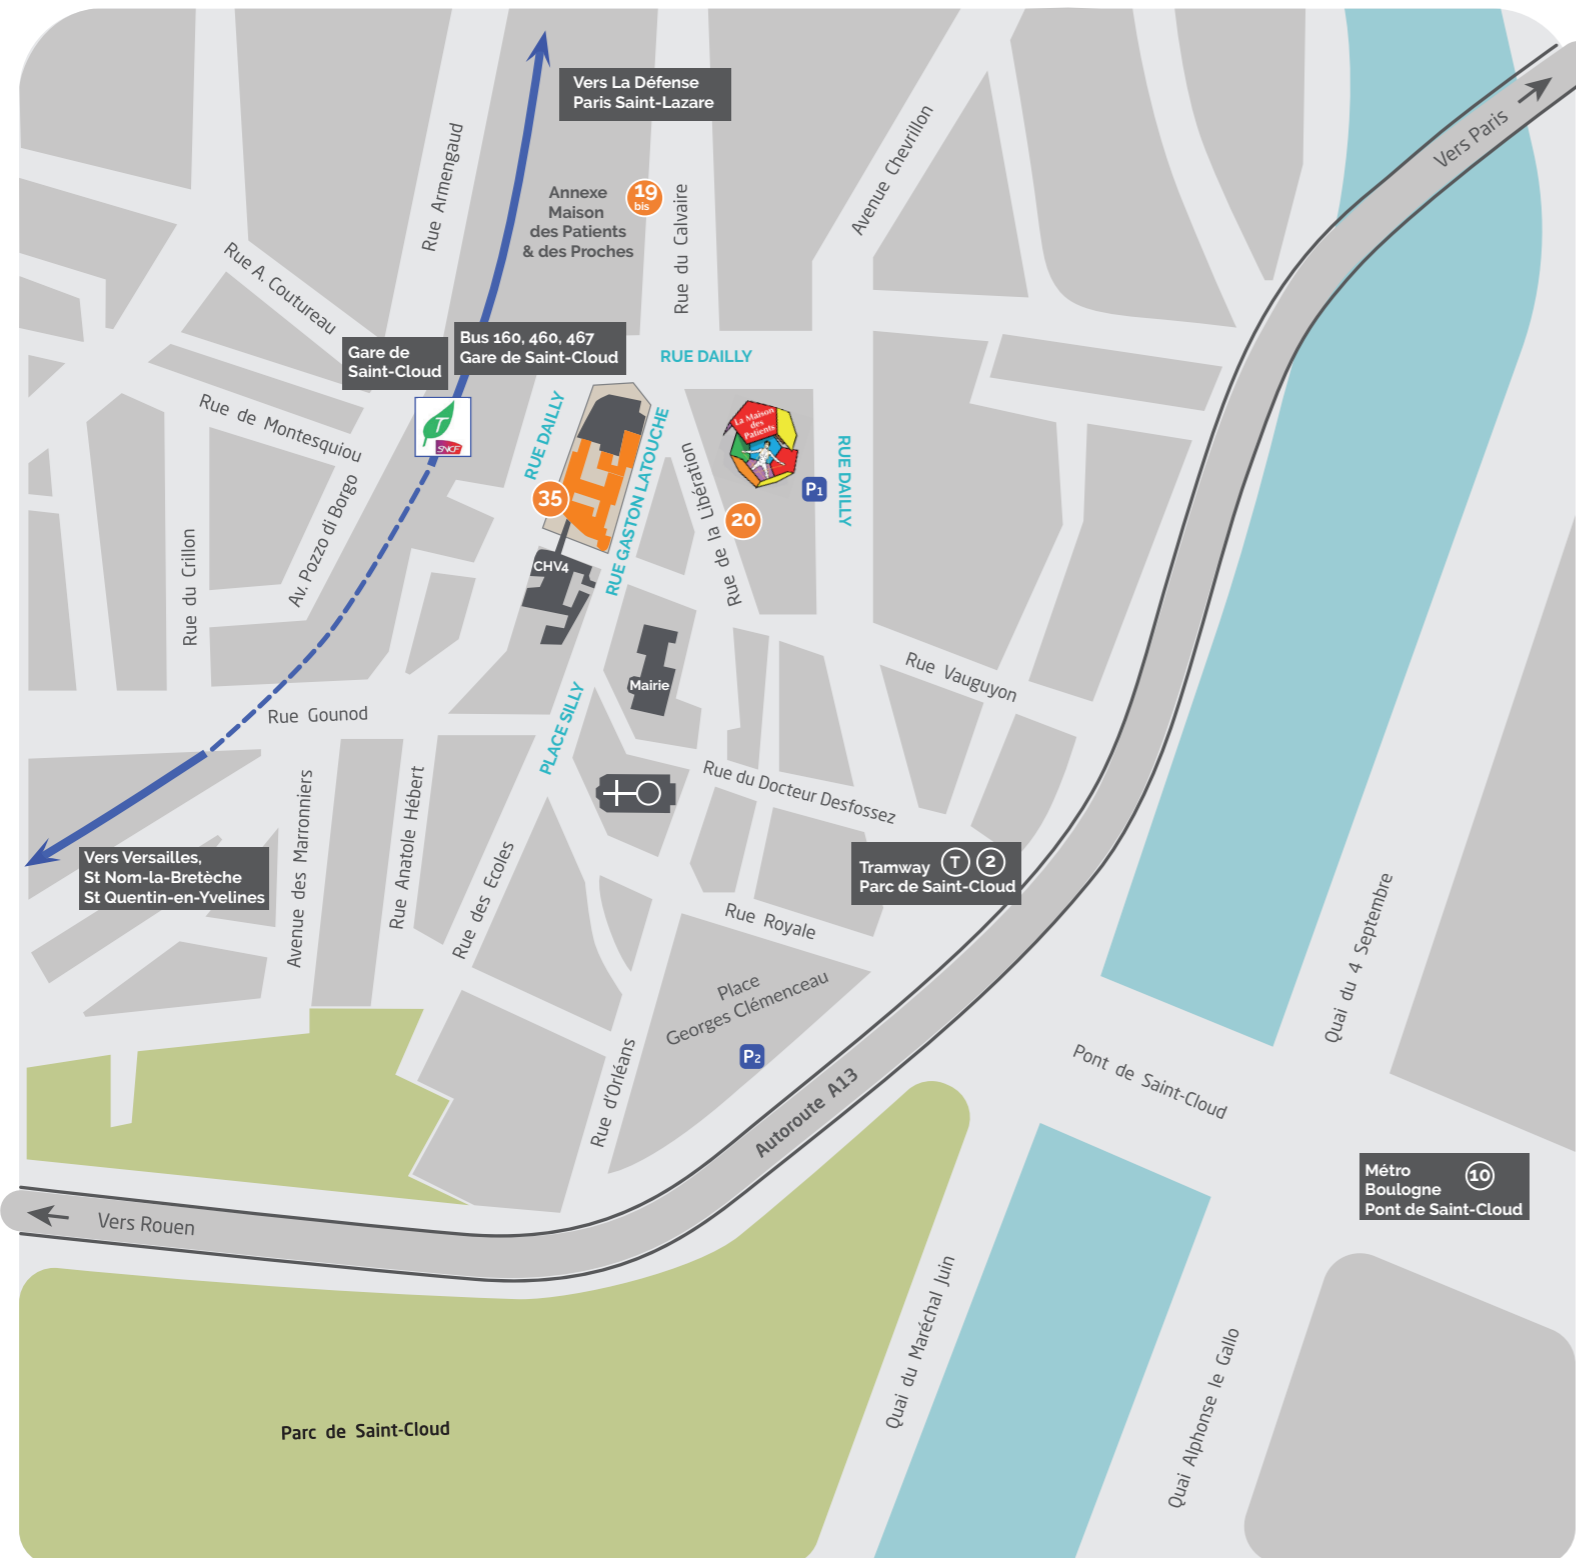 Vers La Défense
Paris Saint-Lazare
Vers Paris
Rue Armengaud
Annexe
Maison
des Patients
& des Proches
19
bis
Rue du Calvaire
Avenue Chevrillon
Rue A. Coutureau
Gare de
Saint-Cloud
Bus 160, 460, 467
Gare de Saint-Cloud
RUE DAILLY
T
SNCF
Rue de Montesquiou
RUE DAILLY
35
RUE GASTON LATOUCHE
Rue de la Libération
La Maison
des
Patients
P1
RUE DAILLY
20
Av. Pozzo di Borgo
Rue du Crillon
CHV4
Mairie
Rue Vauguyon
Rue Gounod
PLACE SILLY
Rue du Docteur Desfossez
Avenue des Marronniers
Rue Anatole Hébert
Rue des Ecoles
Vers Versailles,
St Nom-la-Bretèche
St Quentin-en-Yvelines
Tramway T 2
Parc de Saint-Cloud
Rue Royale
Place
Georges Clémenceau
P2
Quai du 4 Septembre
Rue d'Orléans
Autoroute A13
Pont de Saint-Cloud
Métro 10
Boulogne
Pont de Saint-Cloud
Vers Rouen
Quai du Maréchal Juin
Quai Alphonse le Gallo
Parc de Saint-Cloud